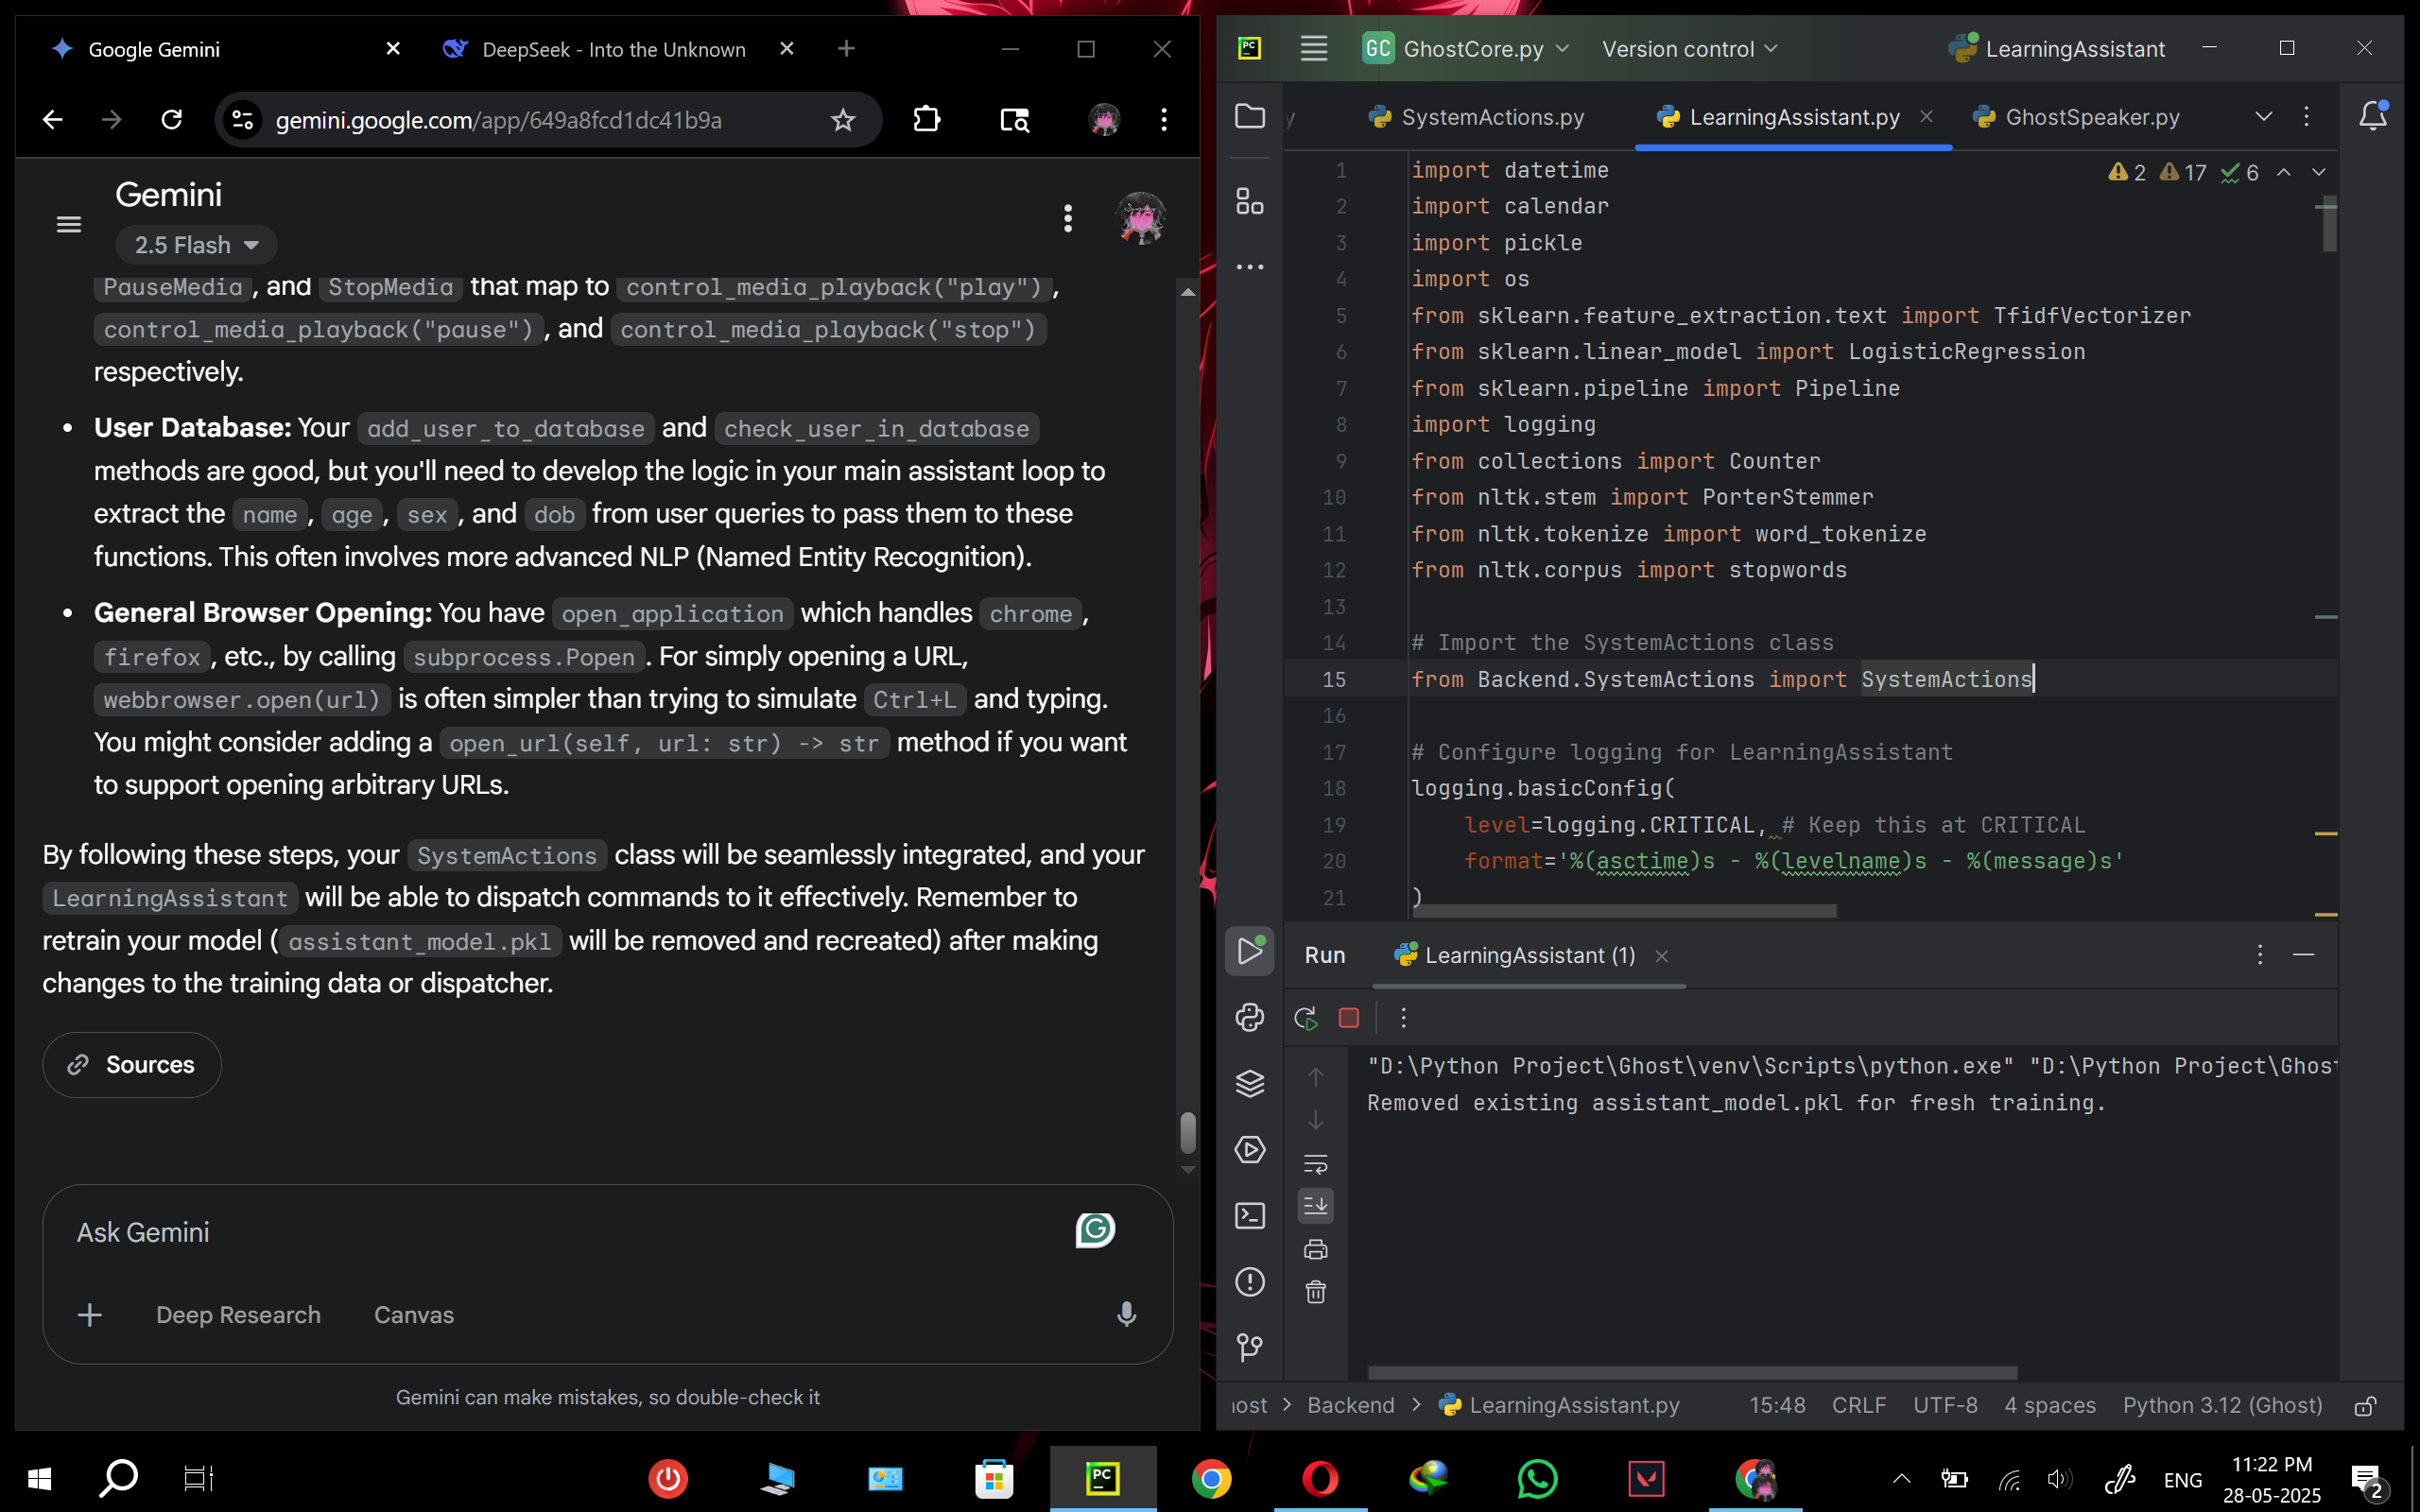 Google Gemini
DeepSeek - Into the Unknown
gemini.google.com/app/649a8fcd1dc41b9a
Gemini
2.5 Flash
PauseMedia, and StopMedia that map to control_media_playback("play"),
control_media_playback("pause"), and control_media_playback("stop")
respectively.
• User Database: Your add_user_to_database and check_user_in_database
methods are good, but you'll need to develop the logic in your main assistant loop to
extract the name, age, sex, and dob from user queries to pass them to these
functions. This often involves more advanced NLP (Named Entity Recognition).
• General Browser Opening: You have open_application which handles chrome,
firefox, etc., by calling subprocess.Popen. For simply opening a URL,
webbrowser.open(url) is often simpler than trying to simulate Ctrl+L and typing.
You might consider adding a open_url(self, url: str) -> str method if you want
to support opening arbitrary URLs.
By following these steps, your SystemActions class will be seamlessly integrated, and your
LearningAssistant will be able to dispatch commands to it effectively. Remember to
retrain your model (assistant_model.pkl will be removed and recreated) after making
changes to the training data or dispatcher.
Sources
Ask Gemini
Deep Research
Canvas
Gemini can make mistakes, so double-check it
PC
GC GhostCore.py
Version control
LearningAssistant
y
SystemActions.py
LearningAssistant.py
GhostSpeaker.py
2 17 6
1 import datetime
2 import calendar
3 import pickle
4 import os
5 from sklearn.feature_extraction.text import TfidfVectorizer
6 from sklearn.linear_model import LogisticRegression
7 from sklearn.pipeline import Pipeline
8 import logging
9 from collections import Counter
10 from nltk.stem import PorterStemmer
11 from nltk.tokenize import word_tokenize
12 from nltk.corpus import stopwords
13
14 # Import the SystemActions class
15 from Backend.SystemActions import SystemActions
16
17 # Configure logging for LearningAssistant
18 logging.basicConfig(
19 level=logging.CRITICAL, # Keep this at CRITICAL
20 format='%(asctime)s - %(levelname)s - %(message)s'
21 )
Run
LearningAssistant (1)
"D:\Python Project\Ghost\venv\Scripts\python.exe" "D:\Python Project\Ghost
Removed existing assistant_model.pkl for fresh training.
host > Backend > LearningAssistant.py
15:48 CRLF UTF-8 4 spaces Python 3.12 (Ghost)
PC
ENG
11:22 PM
28-05-2025
2